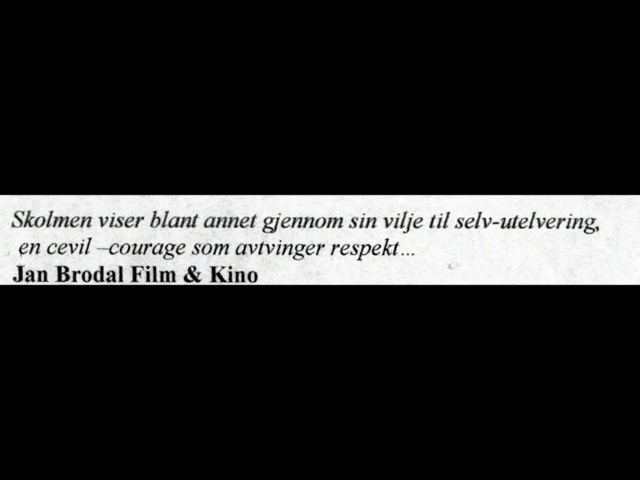 Skolmen viser blant annet gjennom sin vilje til selv-utelvering,
en cevil –courage som avtvinger respekt...
Jan Brodal Film & Kino